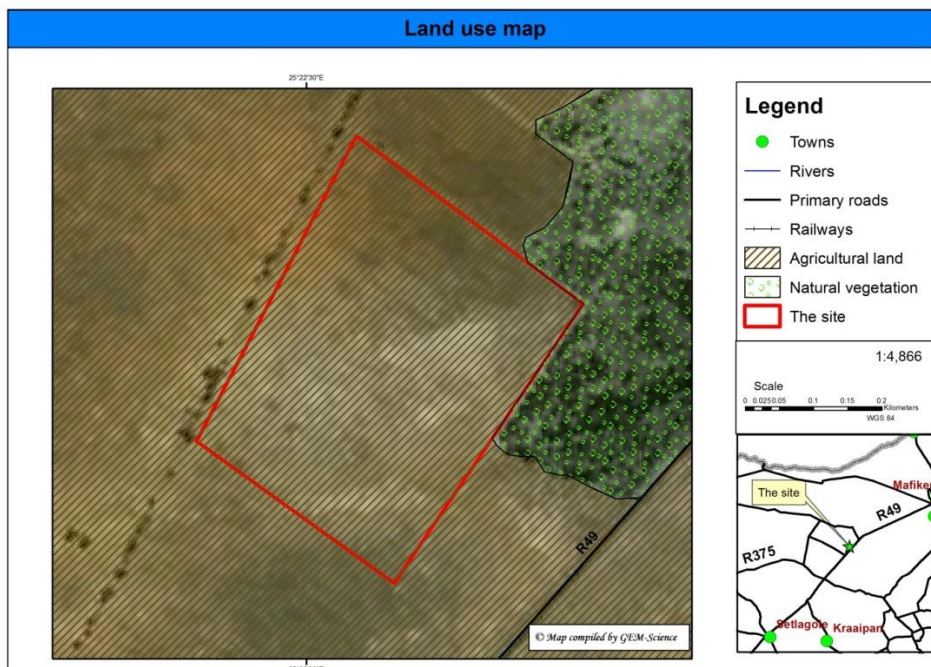 Land use map
25°22'30"E
R49
© Map compiled by GEM-Science
Legend
Towns
Rivers
Primary roads
Railways
Agricultural land
Natural vegetation
The site
1:4,866
Scale
0 0.025 0.05 0.1 0.15 0.2
Kilometers
WGS 84
The site
Mafiken
R49
R375
Setlagole
Kraaipan